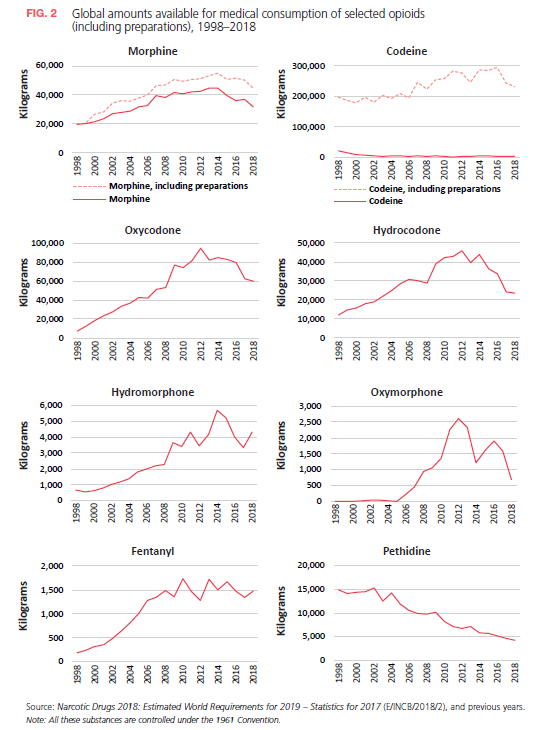 FIG. 2 Global amounts available for medical consumption of selected opioids
(including preparations), 1998–2018
Morphine
Kilograms
60,000
40,000
20,000
0
1998 2000 2002 2004 2006 2008 2010 2012 2014 2016 2018
Morphine, including preparations
Morphine
Codeine
Kilograms
300,000
200,000
100,000
0
1998 2000 2002 2004 2006 2008 2010 2012 2014 2016 2018
Codeine, including preparations
Codeine
Oxycodone
Kilograms
100,000
80,000
60,000
40,000
20,000
0
1998 2000 2002 2004 2006 2008 2010 2012 2014 2016 2018
Hydrocodone
Kilograms
50,000
40,000
30,000
20,000
10,000
0
1998 2000 2002 2004 2006 2008 2010 2012 2014 2016 2018
Hydromorphone
Kilograms
6,000
5,000
4,000
3,000
2,000
1,000
0
1998 2000 2002 2004 2006 2008 2010 2012 2014 2016 2018
Oxymorphone
Kilograms
3,000
2,500
2,000
1,500
1,000
500
0
1998 2000 2002 2004 2006 2008 2010 2012 2014 2016 2018
Fentanyl
Kilograms
2,000
1,500
1,000
500
0
1998 2000 2002 2004 2006 2008 2010 2012 2014 2016 2018
Pethidine
Kilograms
20,000
15,000
10,000
5,000
0
1998 2000 2002 2004 2006 2008 2010 2012 2014 2016 2018
Source: Narcotic Drugs 2018: Estimated World Requirements for 2019 – Statistics for 2017 (E/INCB/2018/2), and previous years.
Note: All these substances are controlled under the 1961 Convention.